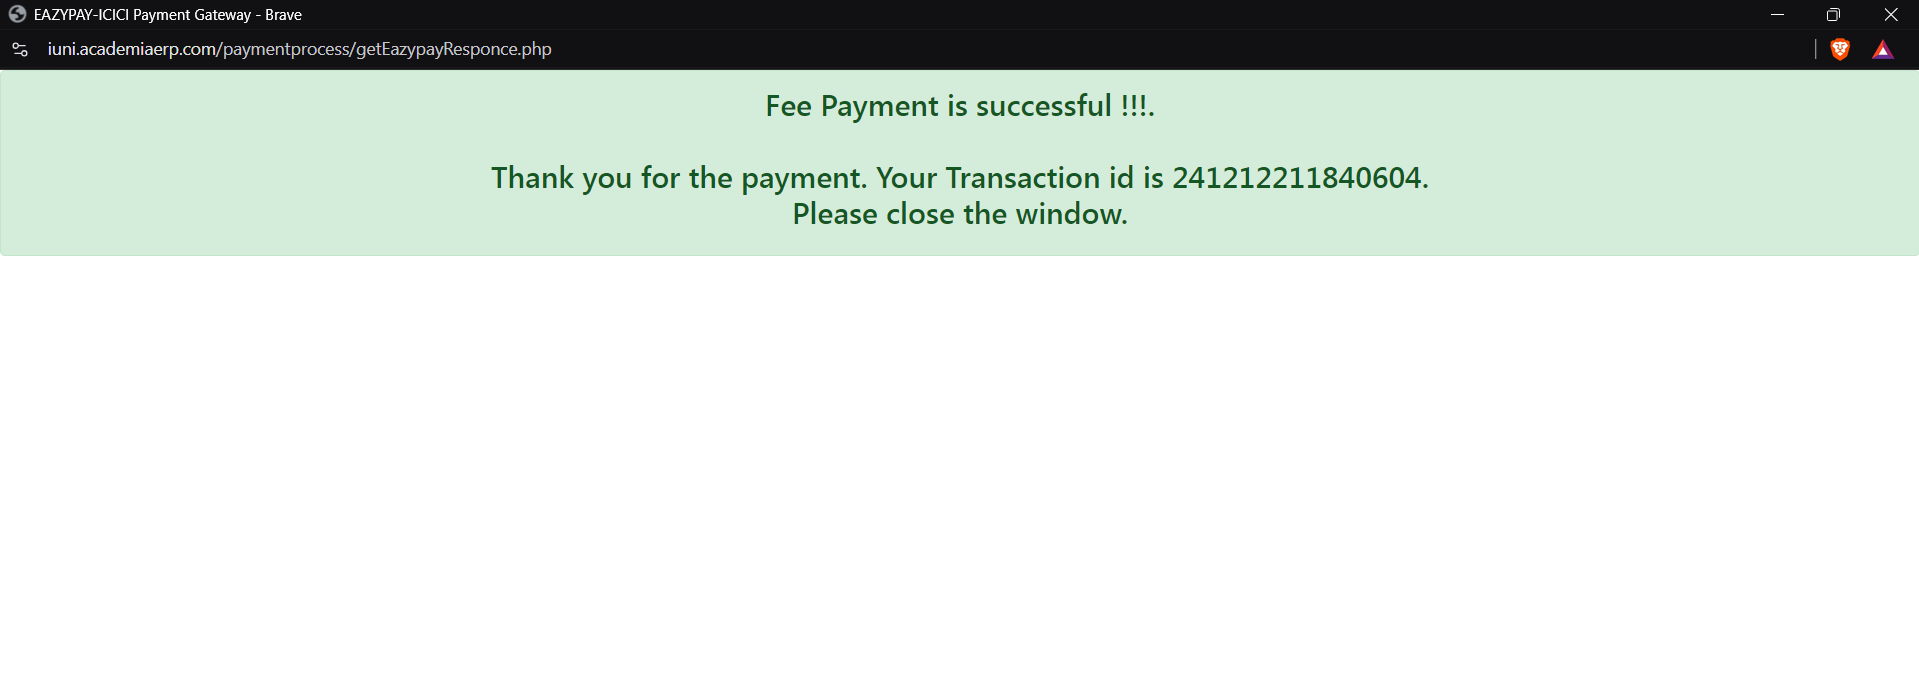 EAZYPAY-ICICI Payment Gateway - Brave
iuni.academiaerp.com/paymentprocess/getEazypayResponce.php
Fee Payment is successful !!!.
Thank you for the payment. Your Transaction id is 241212211840604.
Please close the window.